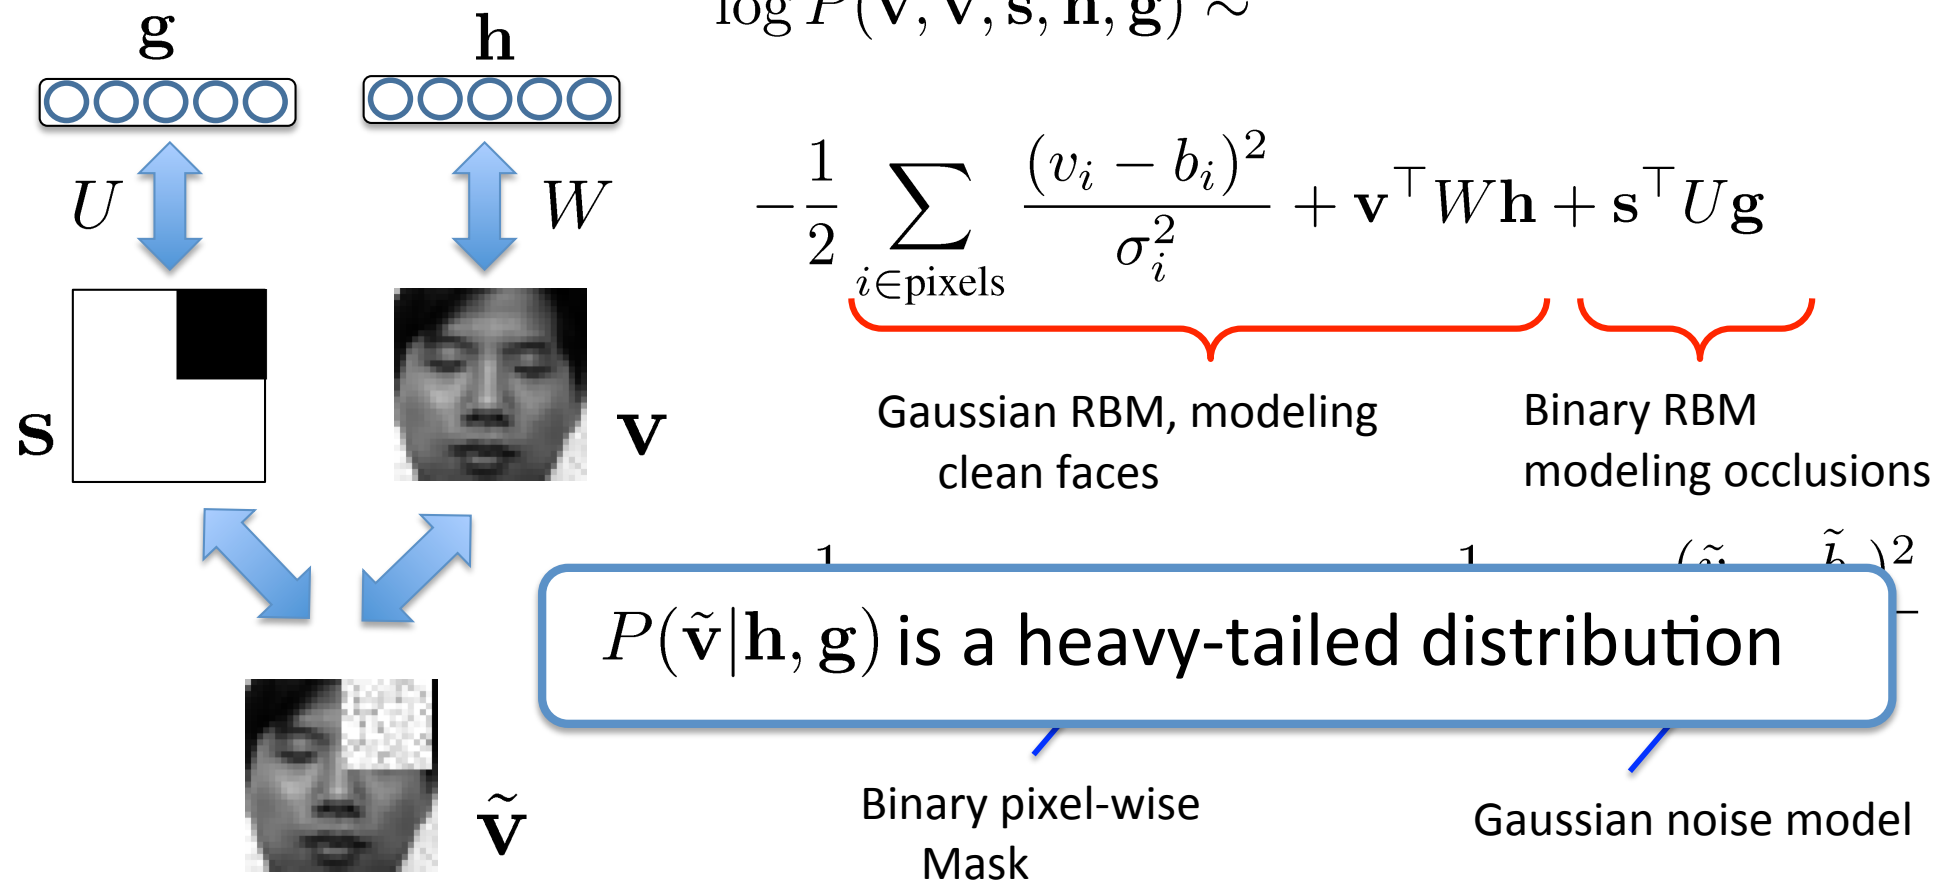 g h
log P(v, ṽ, s, h, g) ~
U W
-1/2 ∑_{i∈pixels} (v_i − b_i)²/σ_i² + v^⊤Wh + s^⊤Ug
s v
Gaussian RBM, modeling
clean faces
Binary RBM
modeling occlusions
P(ṽ|h, g) is a heavy-tailed distribution
ṽ
Binary pixel-wise
Mask
Gaussian noise model